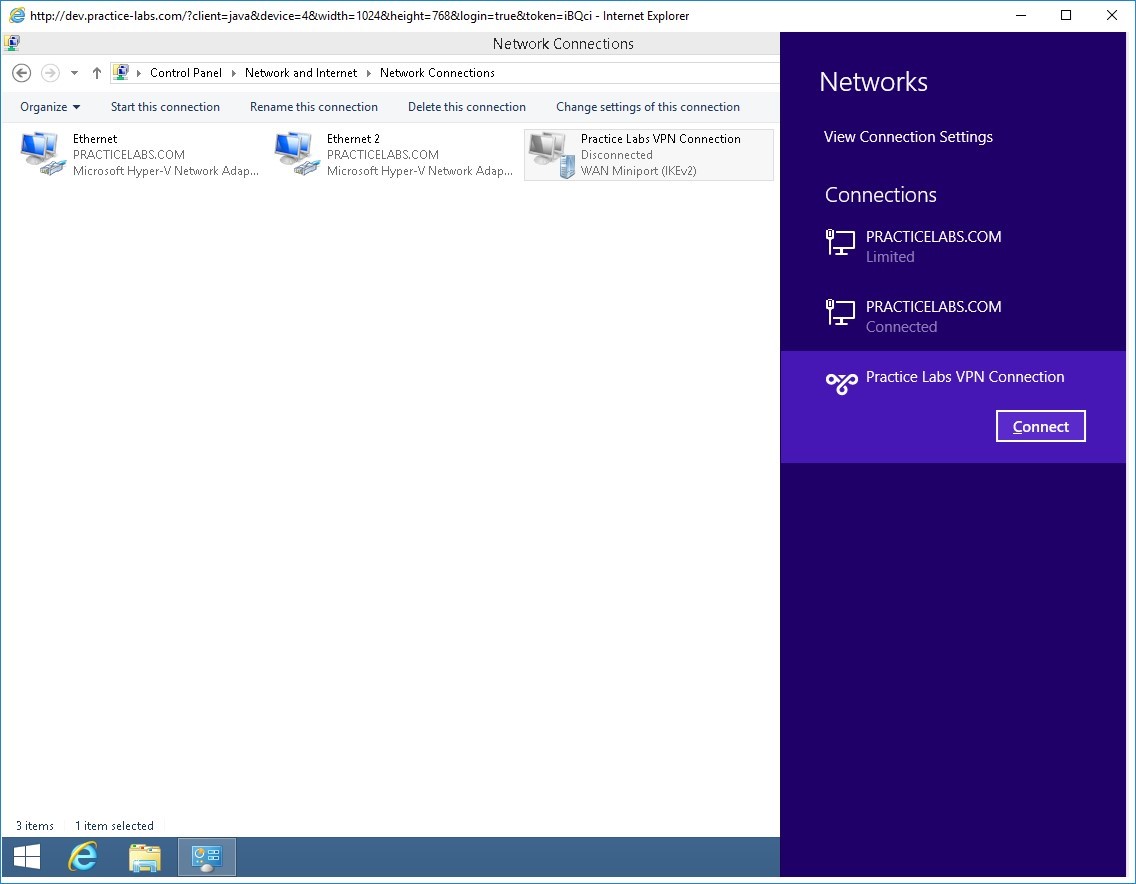 http://dev.practice-labs.com/?client=java&device=4&width=1024&height=768&login=true&token=iBQci - Internet Explorer
Network Connections
Control Panel
Network and Internet
Network Connections
Organize
Start this connection
Rename this connection
Delete this connection
Change settings of this connection
Ethernet
PRACTICELABS.COM
Microsoft Hyper-V Network Adap...
Ethernet 2
PRACTICELABS.COM
Microsoft Hyper-V Network Adap...
Practice Labs VPN Connection
Disconnected
WAN Miniport (IKEv2)
3 items
1 item selected
Networks
View Connection Settings
Connections
PRACTICELABS.COM
Limited
PRACTICELABS.COM
Connected
Practice Labs VPN Connection
Connect